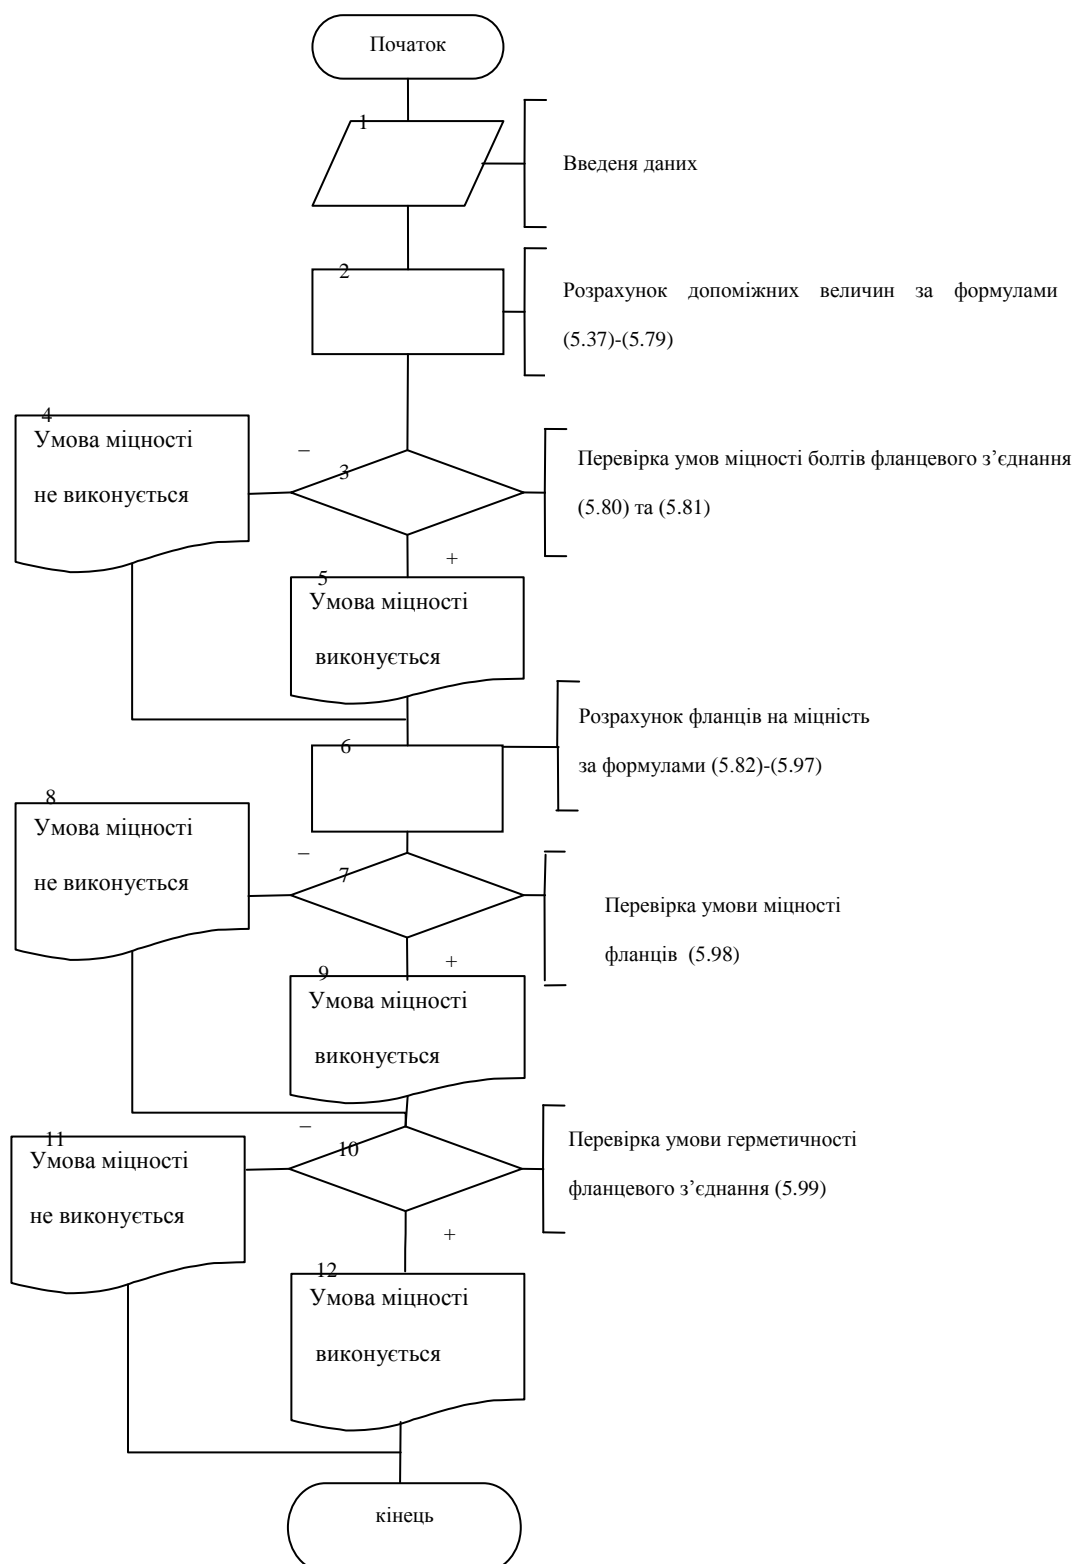 Початок
1
Введеня даних
2
Розрахунок допоміжних величин за формулами
(5.37)-(5.79)
4
Умова міцності
не виконується
–
3
Перевірка умов міцності болтів фланцевого з’єднання
(5.80) та (5.81)
+
5
Умова міцності
виконується
6
Розрахунок фланців на міцність
за формулами (5.82)-(5.97)
8
Умова міцності
не виконується
–
7
Перевірка умови міцності
фланців (5.98)
+
9
Умова міцності
виконується
11
Умова міцності
не виконується
–
10
Перевірка умови герметичності
фланцевого з’єднання (5.99)
+
12
Умова міцності
виконується
кінець